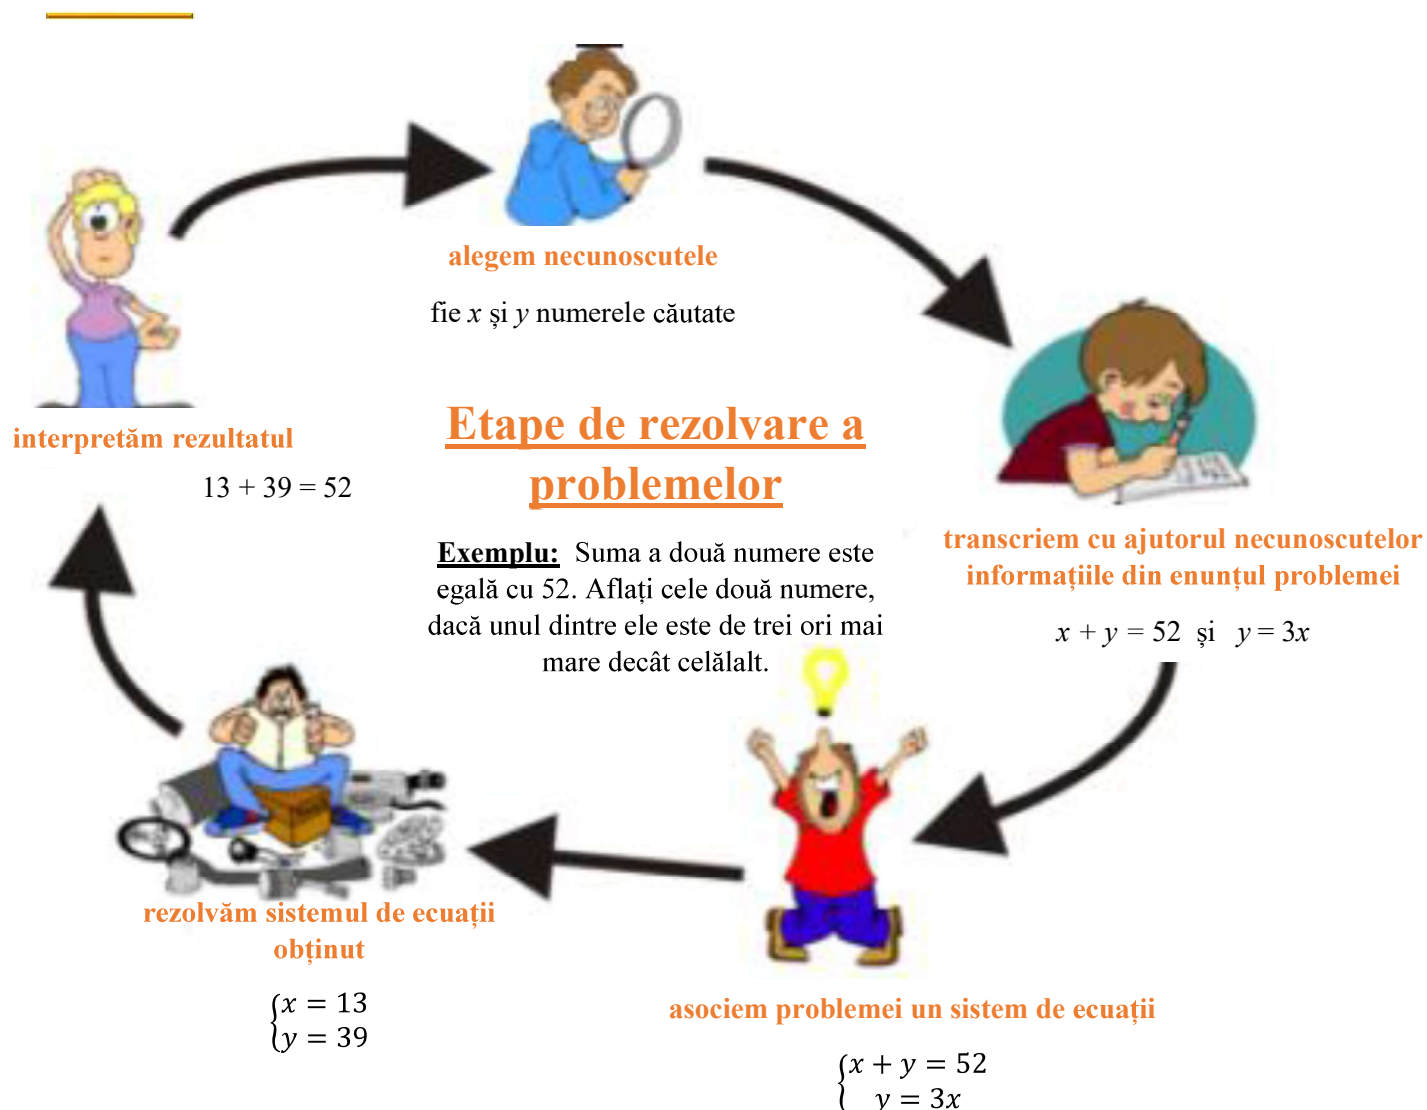 alegem necunoscutele
fie x și y numerele căutate
Etape de rezolvare a
problemelor
Exemplu: Suma a două numere este
egală cu 52. Aflați cele două numere,
dacă unul dintre ele este de trei ori mai
mare decât celălalt.
transcriem cu ajutorul necunoscutelor
informațiile din enunțul problemei
x + y = 52 și y = 3x
asociem problemei un sistem de ecuații
{x + y = 52
y = 3x
rezolvăm sistemul de ecuații
obținut
{x = 13
y = 39
interpretăm rezultatul
13 + 39 = 52